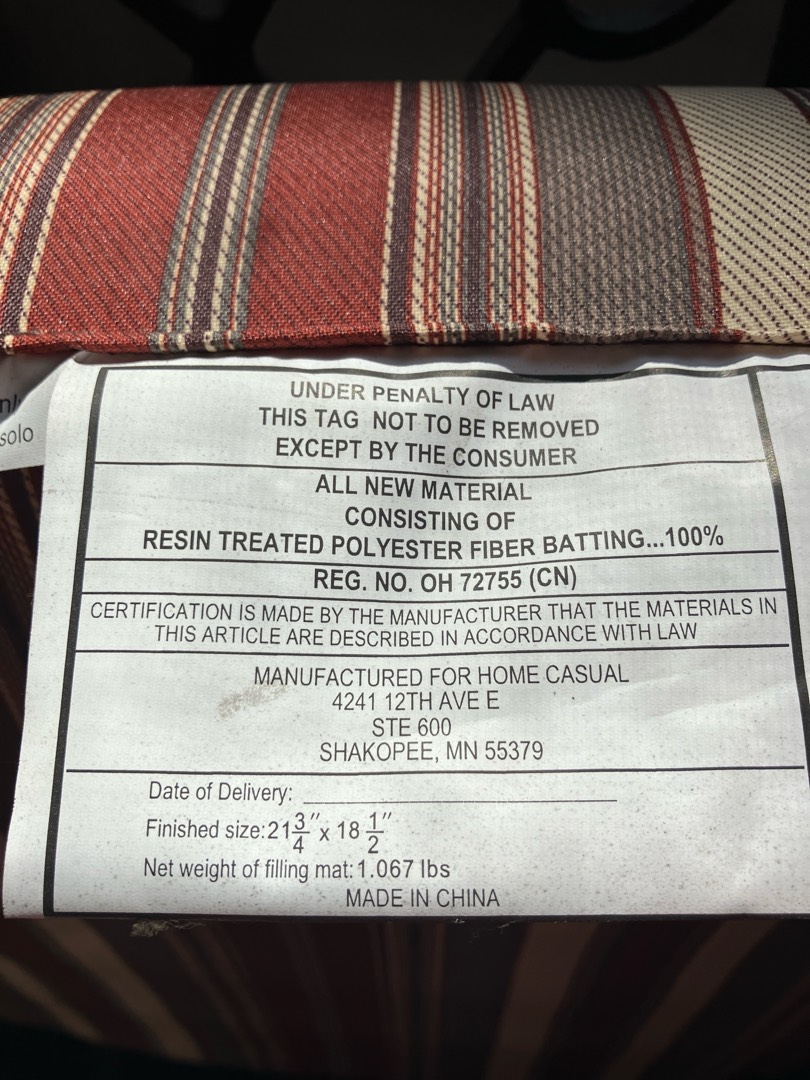 solo
UNDER PENALTY OF LAW
THIS TAG NOT TO BE REMOVED
EXCEPT BY THE CONSUMER
ALL NEW MATERIAL
CONSISTING OF
RESIN TREATED POLYESTER FIBER BATTING...100%
REG. NO. OH 72755 (CN)
CERTIFICATION IS MADE BY THE MANUFACTURER THAT THE MATERIALS IN
THIS ARTICLE ARE DESCRIBED IN ACCORDANCE WITH LAW
MANUFACTURED FOR HOME CASUAL
4241 12TH AVE E
STE 600
SHAKOPEE, MN 55379
Date of Delivery:
Finished size:21 3/4" x 18 1/2"
Net weight of filling mat:1.067 lbs
MADE IN CHINA